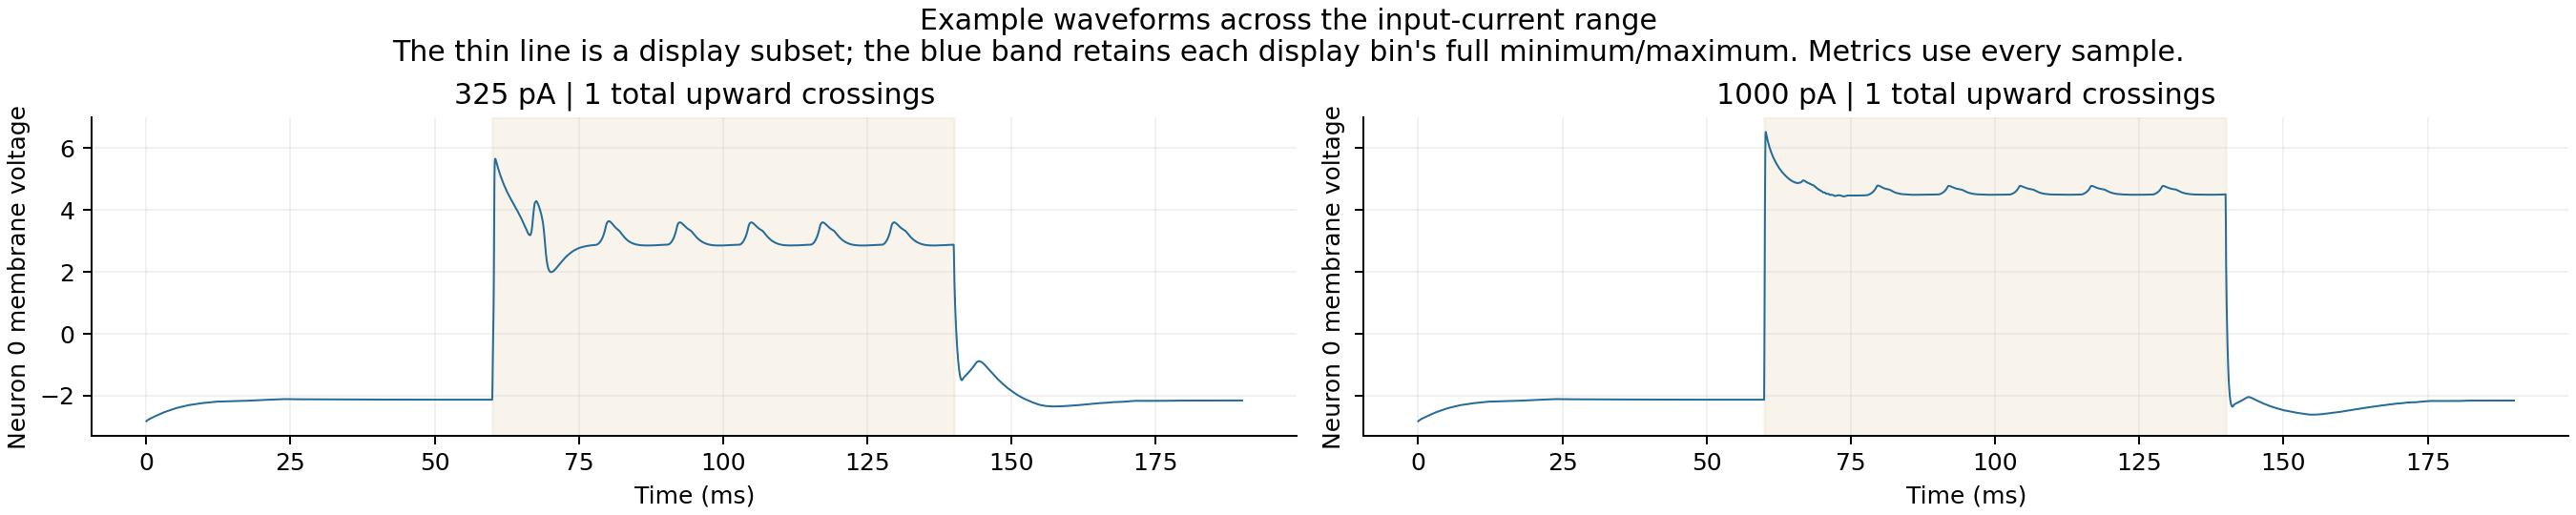 Example waveforms across the input-current range
The thin line is a display subset; the blue band retains each display bin's full minimum/maximum. Metrics use every sample.
325 pA | 1 total upward crossings
Neuron 0 membrane voltage
6
4
2
0
−2
0 25 50 75 100 125 150 175
Time (ms)
1000 pA | 1 total upward crossings
Neuron 0 membrane voltage
0 25 50 75 100 125 150 175
Time (ms)